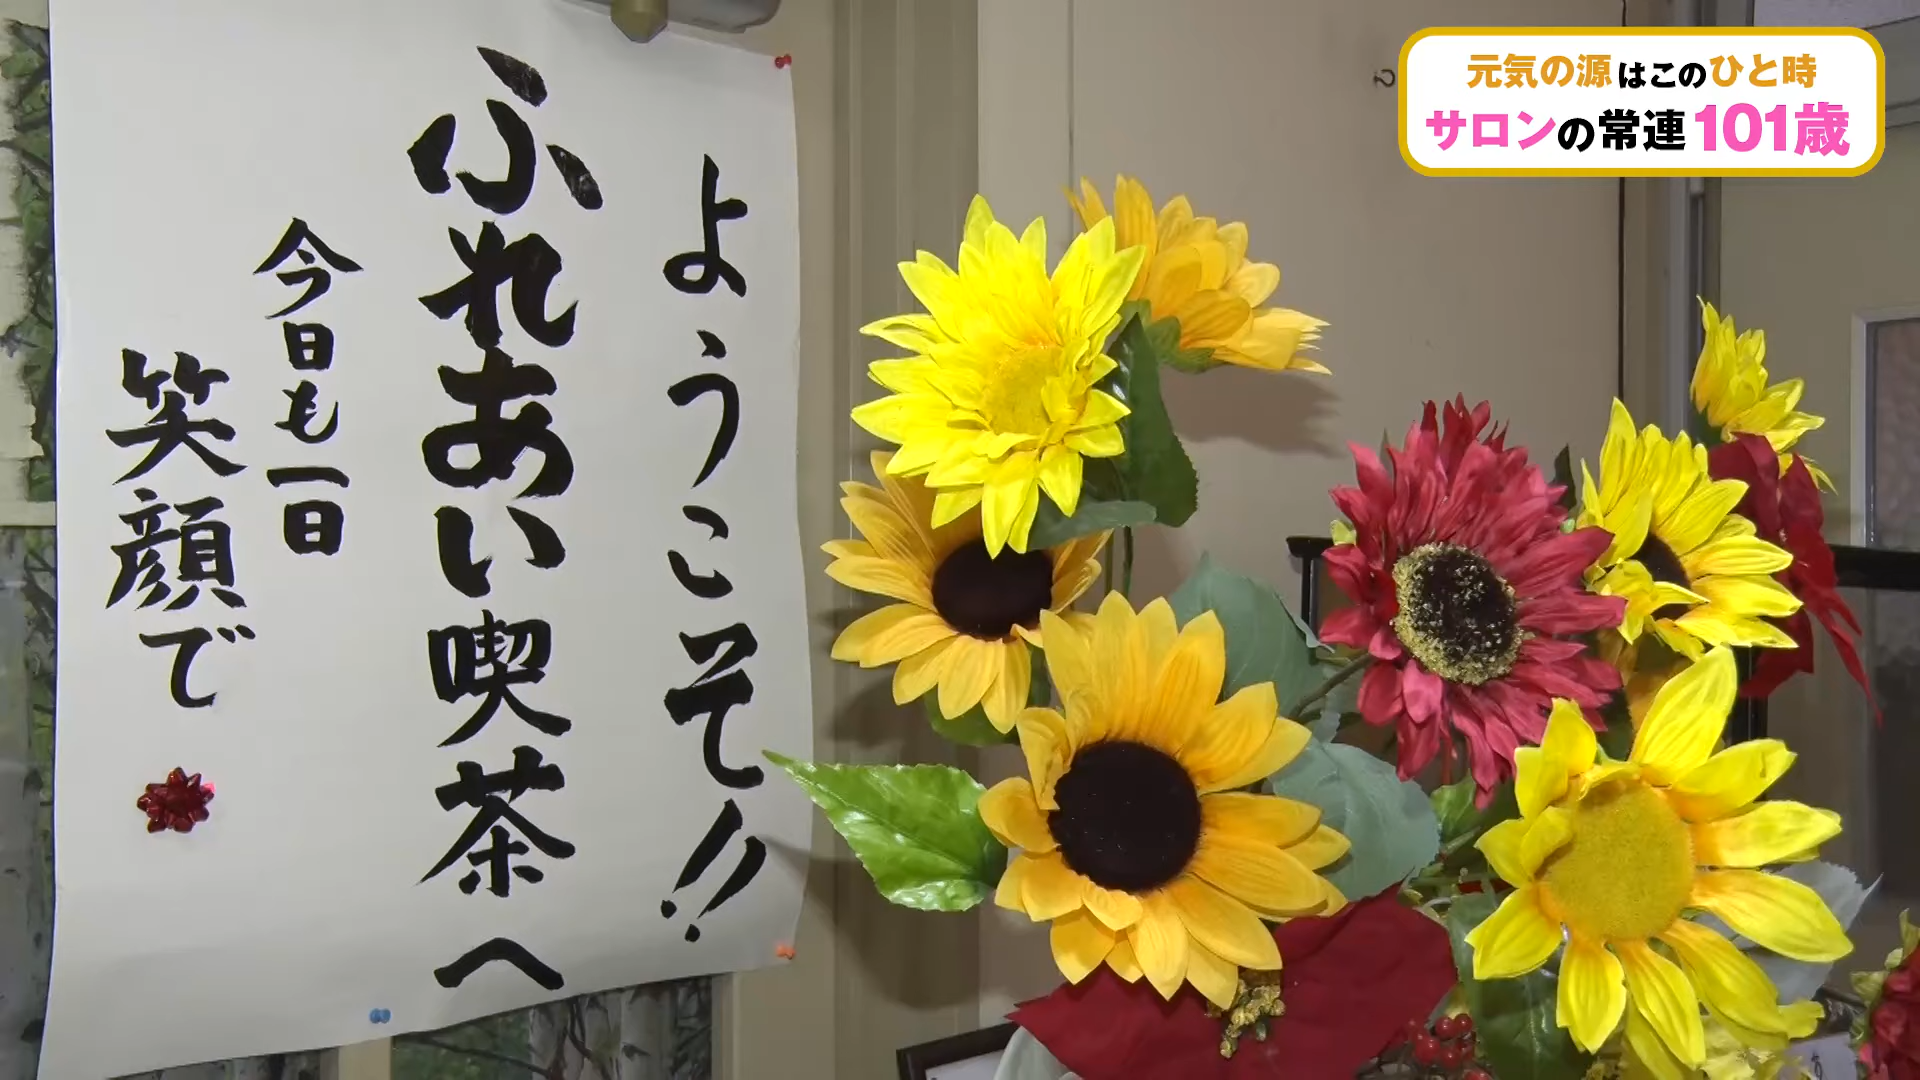 ようこそ!!
ふれあい喫茶へ
今日も一日
笑顔で
元気の源はこのひと時
サロンの常連101歳